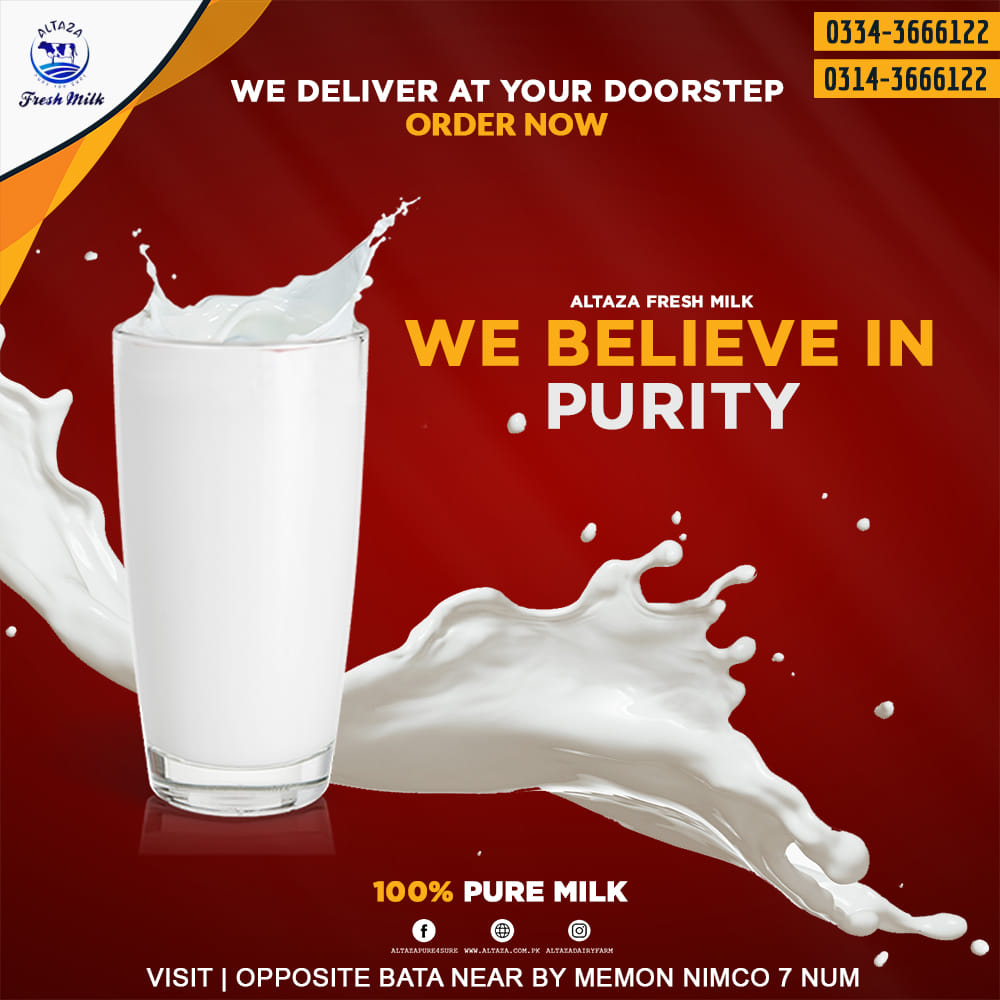 ALTAZA
Fresh Milk
0334-3666122
0314-3666122
WE DELIVER AT YOUR DOORSTEP
ORDER NOW
ALTAZA FRESH MILK
WE BELIEVE IN
PURITY
100% PURE MILK
ALTAZAPURE4SURE WWW.ALTAZA.COM.PK ALTAZADAIRYFARM
VISIT | OPPOSITE BATA NEAR BY MEMON NIMCO 7 NUM